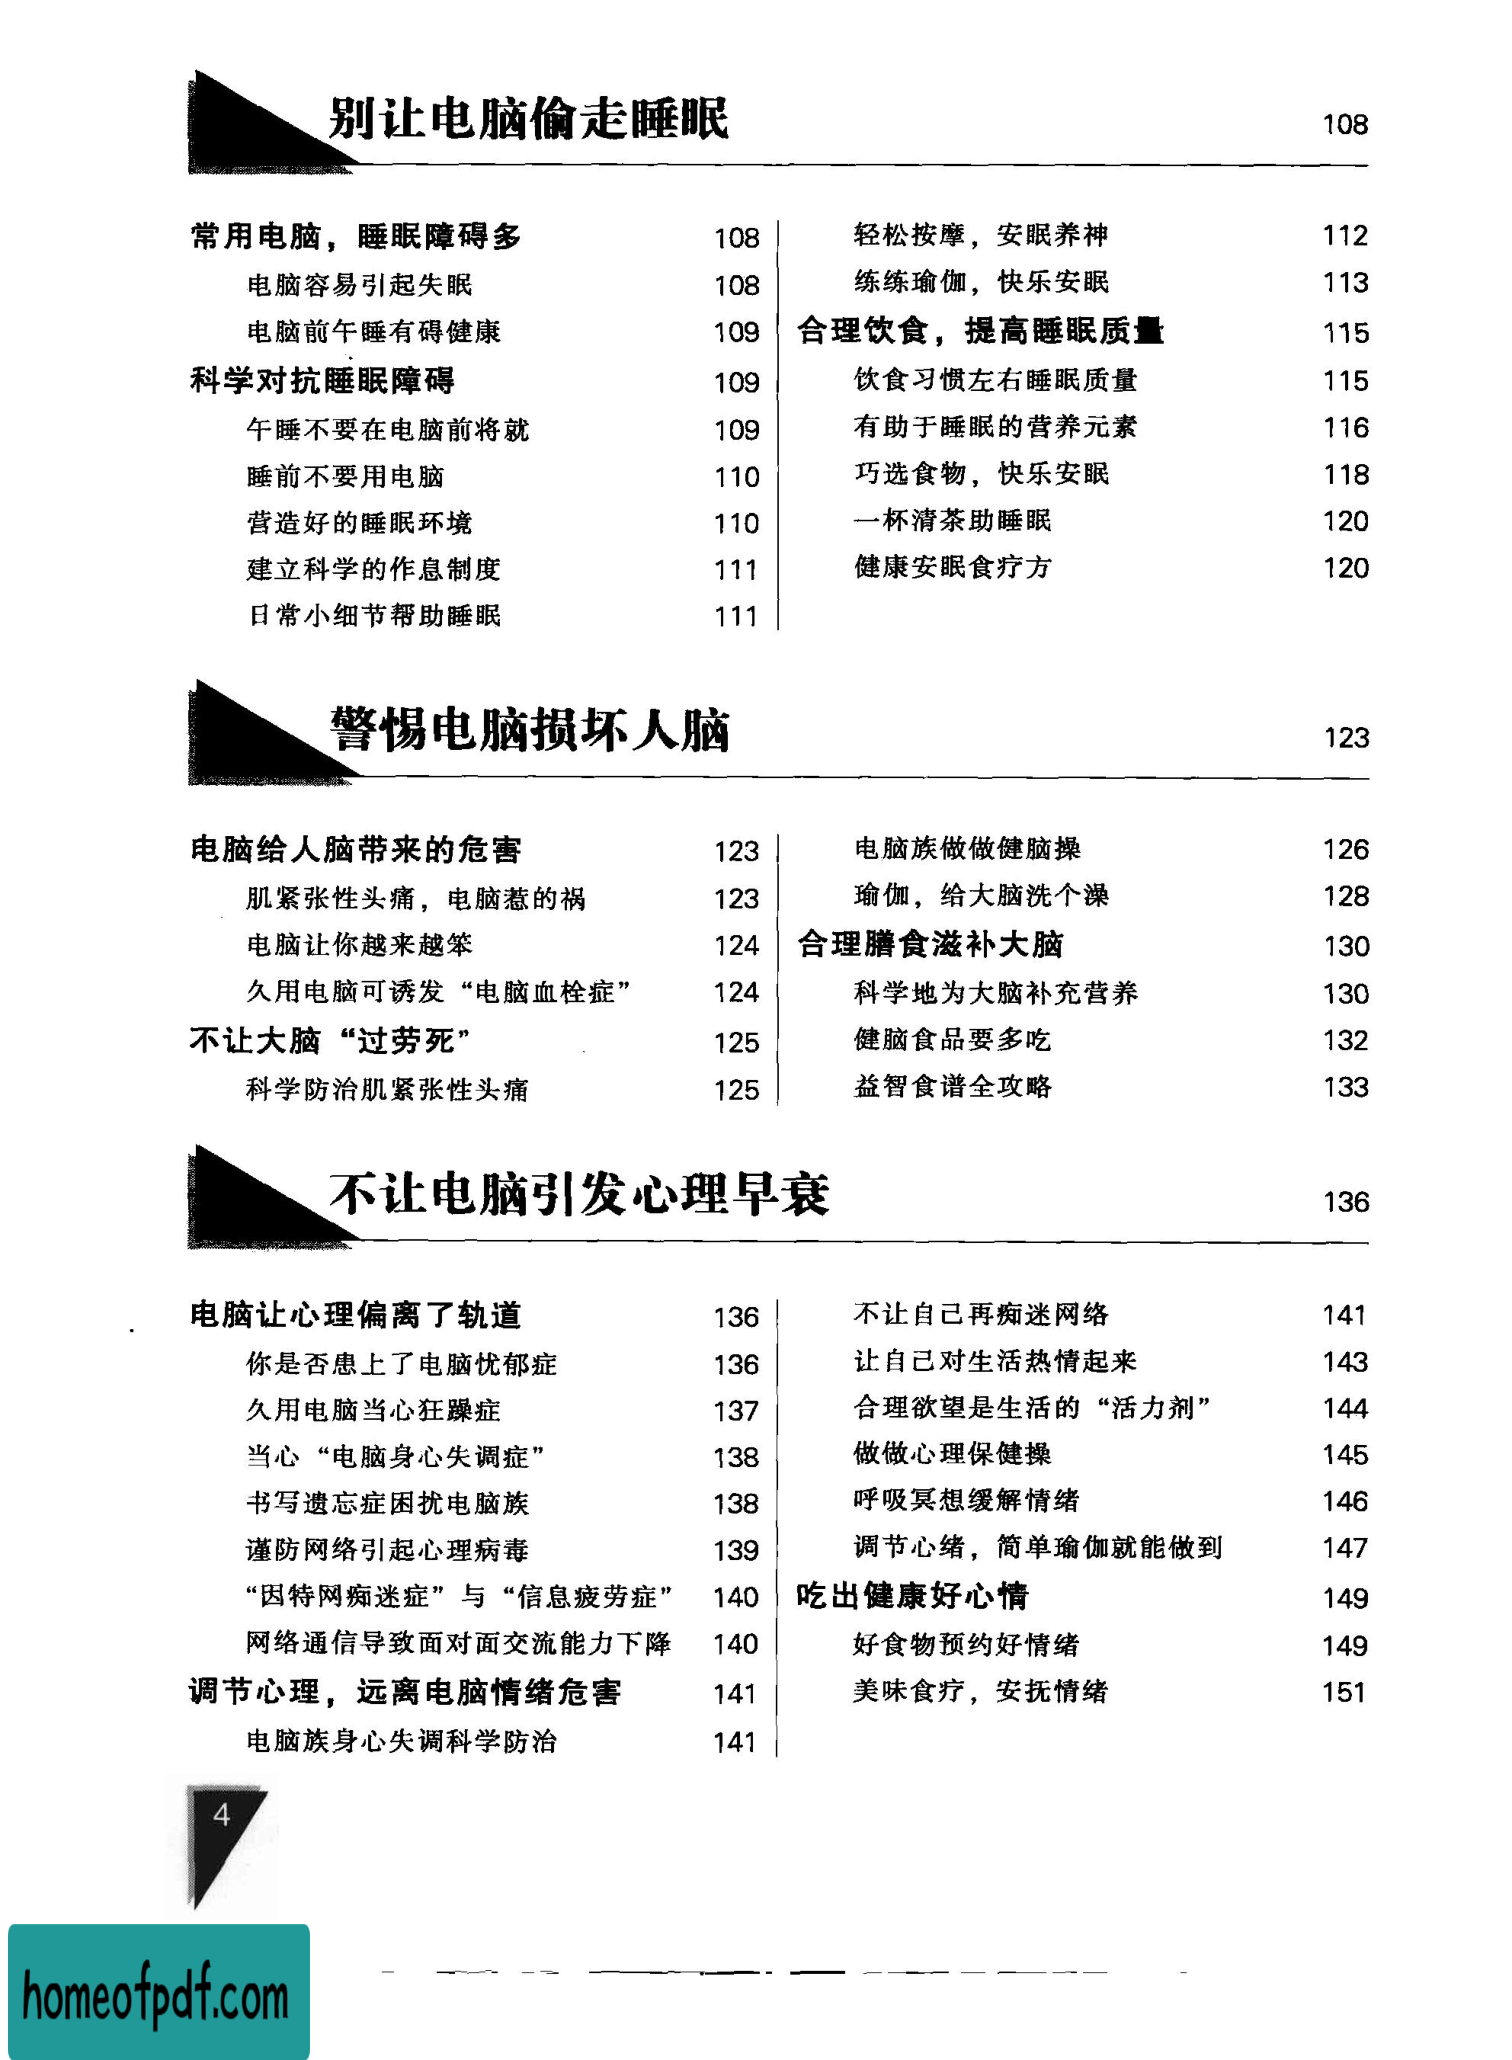 别让电脑偷走睡眠 108
常用电脑，睡眠障碍多 108
电脑容易引起失眠 108
电脑前午睡有碍健康 109
科学对抗睡眠障碍 109
午睡不要在电脑前将就 109
睡前不要用电脑 110
营造好的睡眠环境 110
建立科学的作息制度 111
日常小细节帮助睡眠 111
轻松按摩，安眠养神 112
练练瑜伽，快乐安眠 113
合理饮食，提高睡眠质量 115
饮食习惯左右睡眠质量 115
有助于睡眠的营养元素 116
巧选食物，快乐安眠 118
一杯清茶助睡眠 120
健康安眠食疗方 120
警惕电脑损坏人脑 123
电脑给人脑带来的危害 123
肌紧张性头痛，电脑惹的祸 123
电脑让你越来越笨 124
久用电脑可诱发“电脑血栓症” 124
不让大脑“过劳死” 125
科学防治肌紧张性头痛 125
电脑族做做健脑操 126
瑜伽，给大脑洗个澡 128
合理膳食滋补大脑 130
科学地为大脑补充营养 130
健脑食品要多吃 132
益智食谱全攻略 133
不让电脑引发心理早衰 136
电脑让心理偏离了轨道 136
你是否患上了电脑忧郁症 136
久用电脑当心狂躁症 137
当心“电脑身心失调症” 138
书写遗忘症困扰电脑族 138
谨防网络引起心理病毒 139
“因特网痴迷症”与“信息疲劳症” 140
网络通信导致面对面交流能力下降 140
调节心理，远离电脑情绪危害 141
电脑族身心失调科学防治 141
不让自己再痴迷网络 141
让自己对生活热情起来 143
合理欲望是生活的“活力剂” 144
做做心理保健操 145
呼吸冥想缓解情绪 146
调节心绪，简单瑜伽就能做到 147
吃出健康好心情 149
好食物预约好情绪 149
美味食疗，安抚情绪 151
4
homeofpdf.com